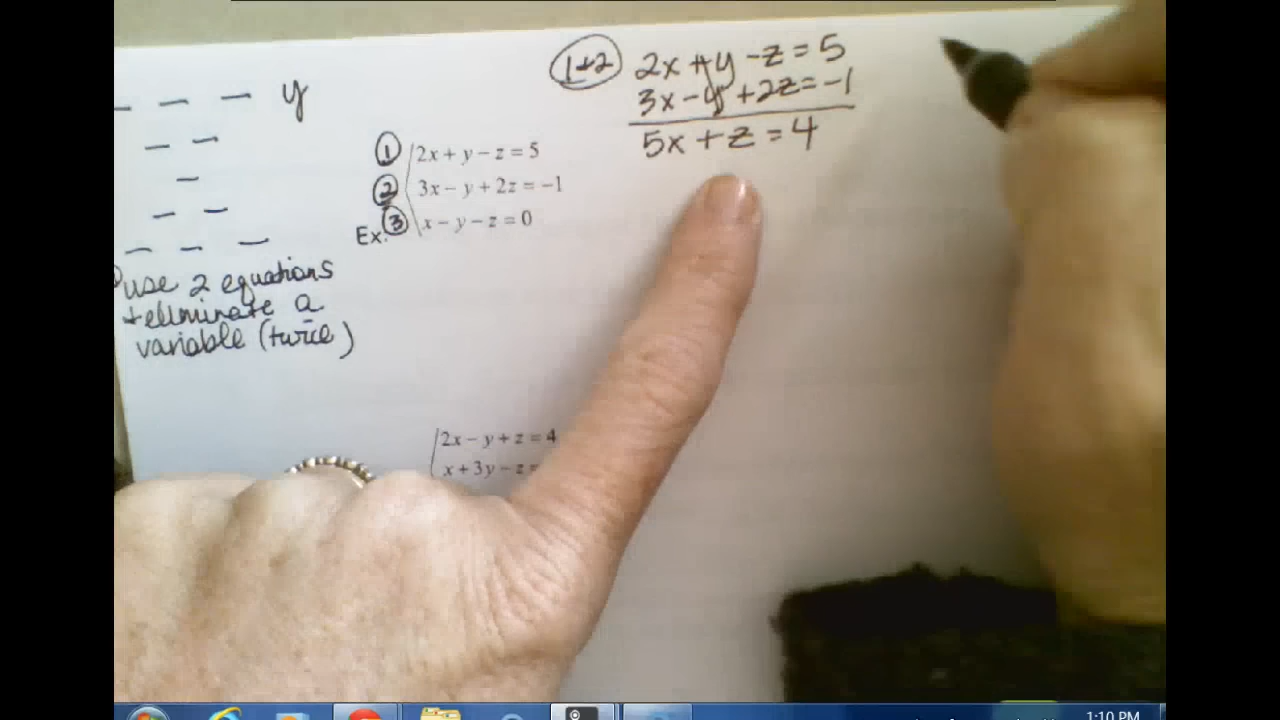 y
use 2 equations
+ eliminate a
variable (twice)
Ex.
① 2x + y − z = 5
② 3x − y + 2z = −1
③ x − y − z = 0
2x − y + z = 4
x + 3y − z =
1+2 2x + y - z = 5
3x - y + 2z = -1
5x + z = 4
1:10 PM